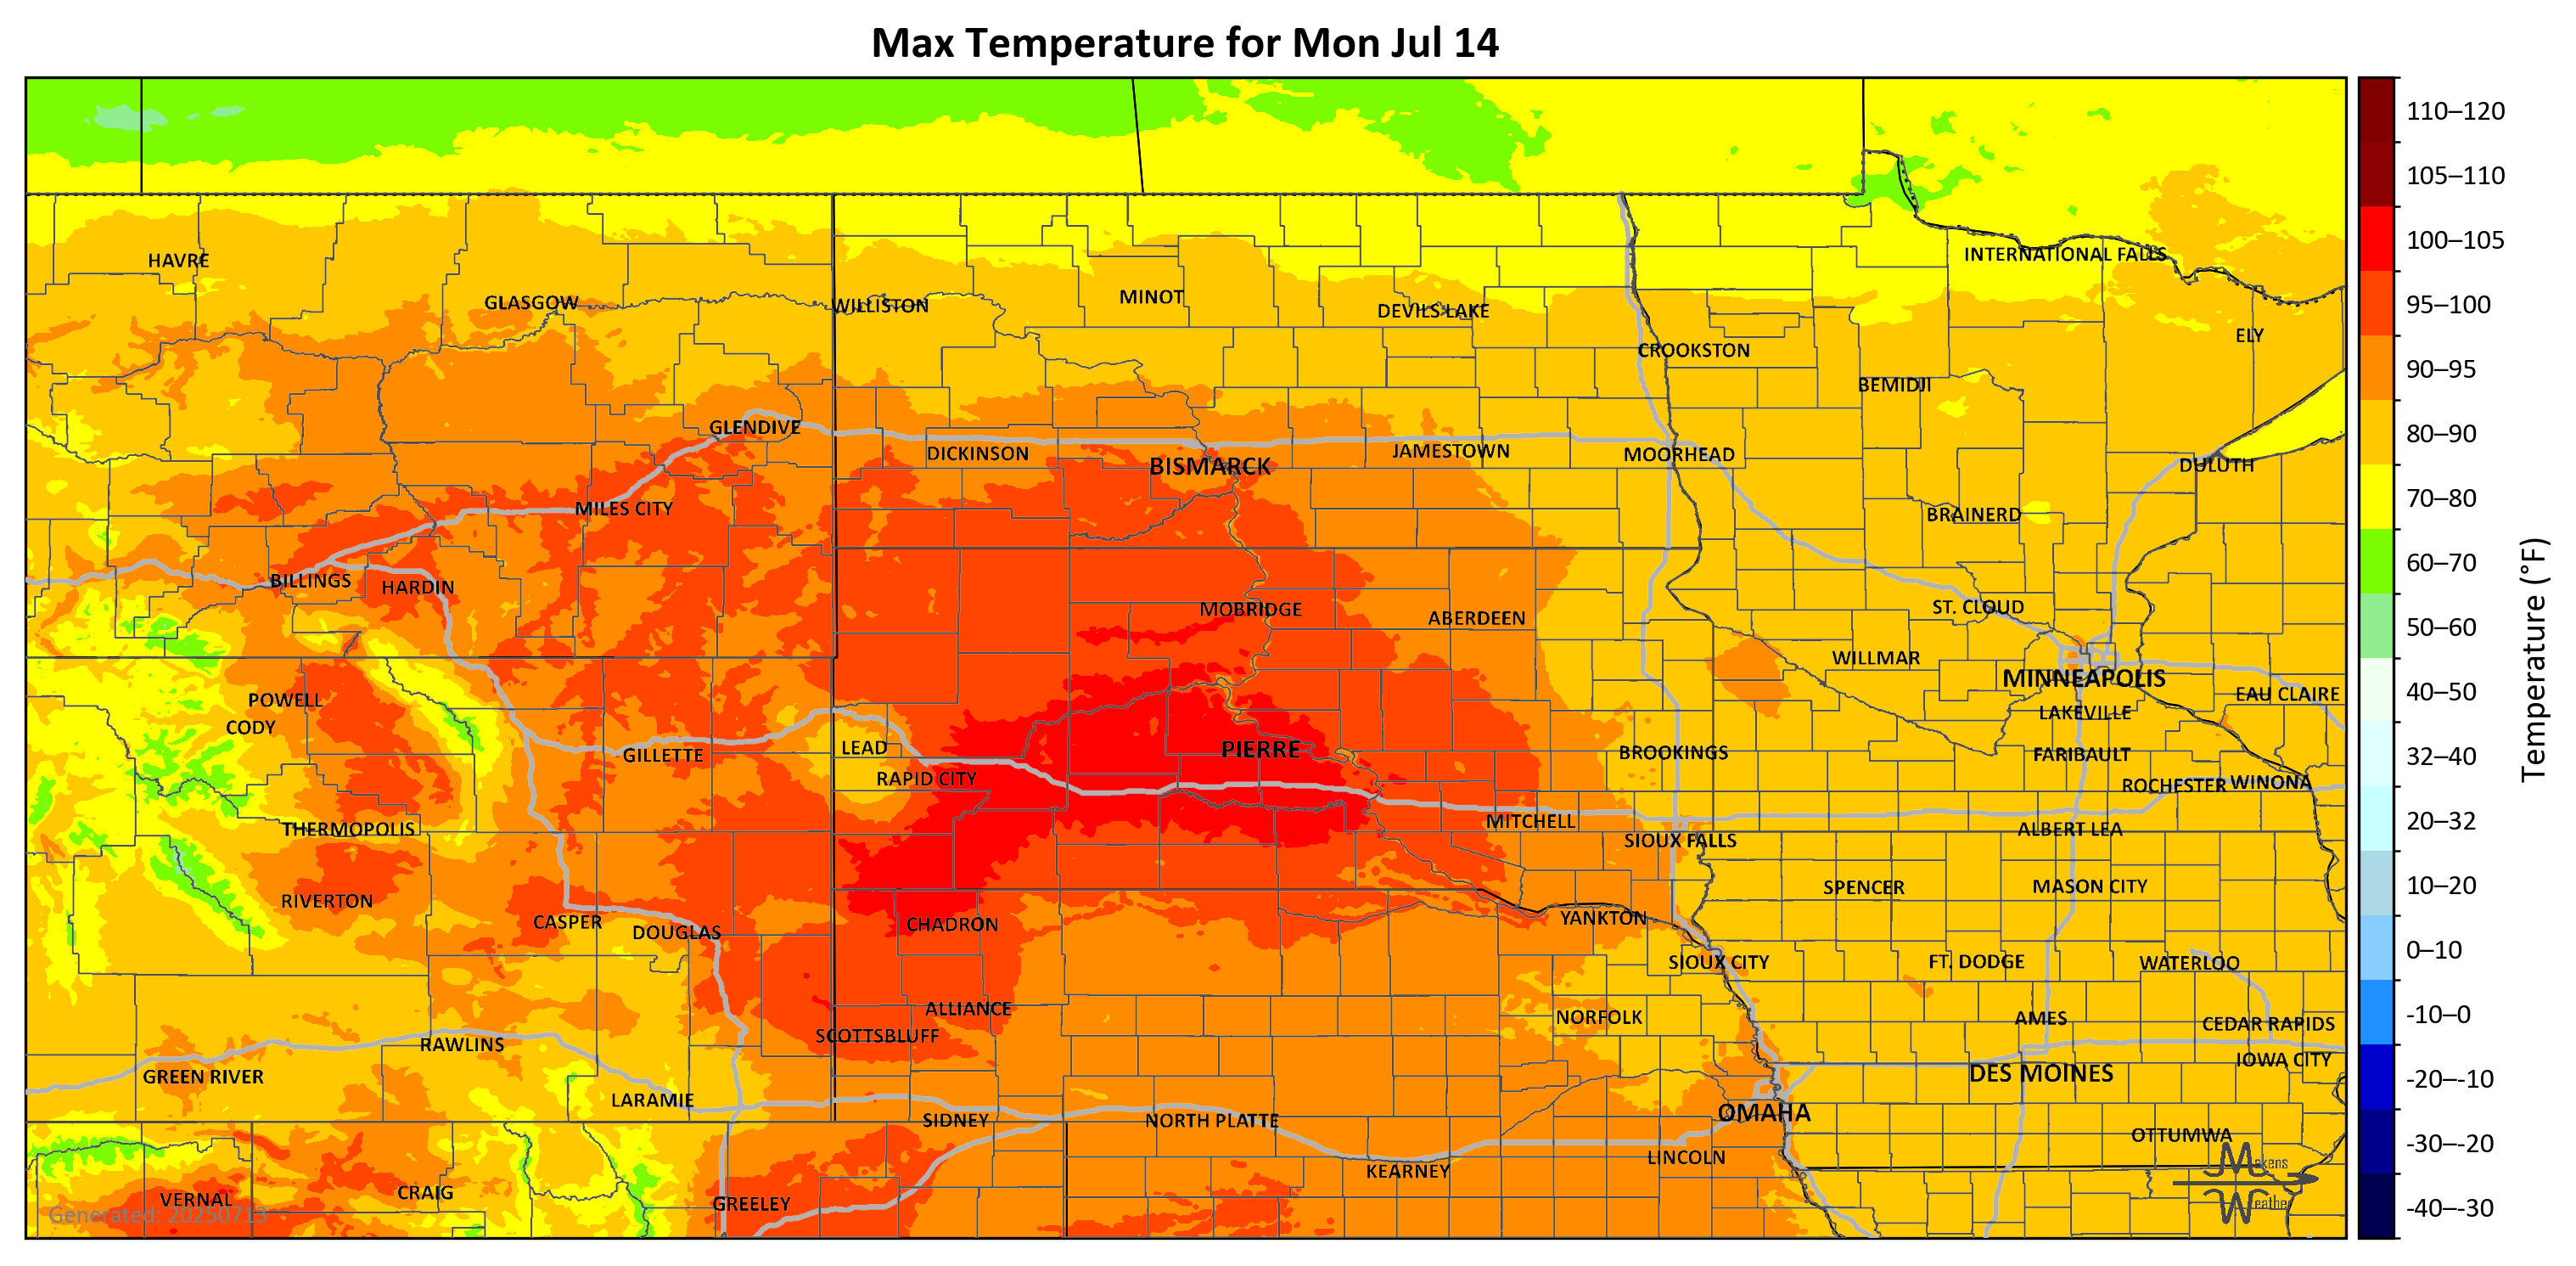 Max Temperature for Mon Jul 14
HAVRE
GLASGOW
WILLISTON
MINOT
DEVILS LAKE
INTERNATIONAL FALLS
ELY
CROOKSTON
BEMIDJI
GLENDIVE
DICKINSON
BISMARCK
JAMESTOWN
MOORHEAD
DULUTH
MILES CITY
BRAINERD
BILLINGS
HARDIN
MOBRIDGE
ABERDEEN
ST. CLOUD
WILLMAR
MINNEAPOLIS
POWELL
EAU CLAIRE
CODY
LAKEVILLE
GILLETTE
LEAD
PIERRE
BROOKINGS
FARIBAULT
RAPID CITY
ROCHESTER
WINONA
THERMOPOLIS
MITCHELL
SIOUX FALLS
ALBERT LEA
RIVERTON
SPENCER
MASON CITY
CASPER
DOUGLAS
CHADRON
YANKTON
SIOUX CITY
FT. DODGE
WATERLOO
ALLIANCE
SCOTTSBLUFF
NORFOLK
AMES
CEDAR RAPIDS
RAWLINS
IOWA CITY
GREEN RIVER
DES MOINES
LARAMIE
SIDNEY
NORTH PLATTE
OMAHA
OTTUMWA
KEARNEY
LINCOLN
VERNAL
CRAIG
GREELEY
Generated: 20250713
Makens
Weather
110–120
105–110
100–105
95–100
90–95
80–90
70–80
60–70
50–60
40–50
32–40
20–32
10–20
0–10
-10–0
-20–-10
-30–-20
-40–-30
Temperature (°F)